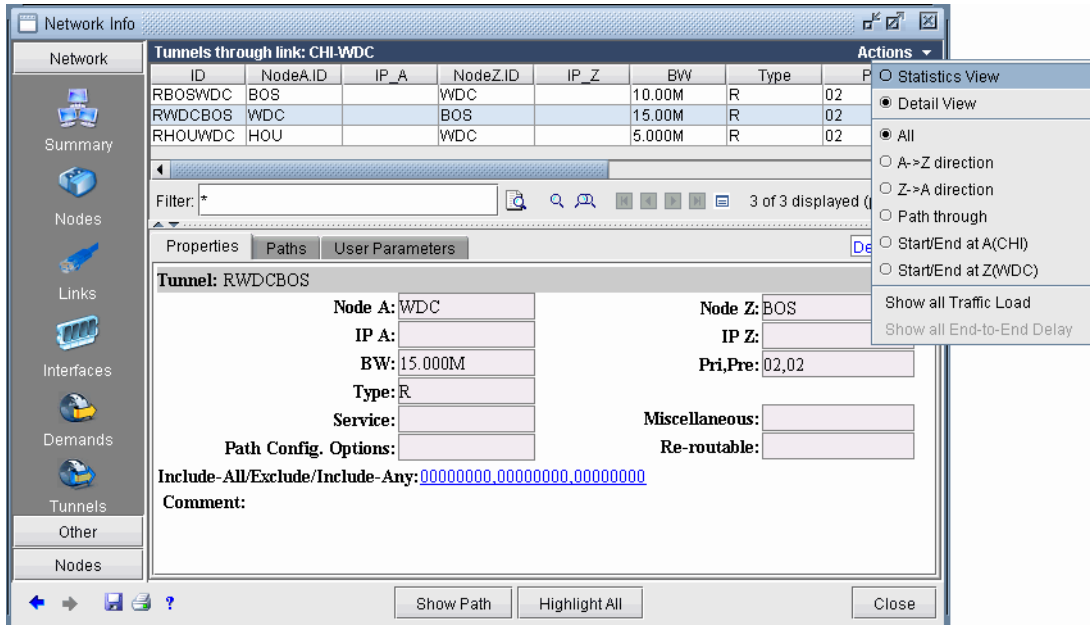 Network Info
Network
Tunnels through link: CHI-WDC
Actions
ID NodeA.ID IP_A NodeZ.ID IP_Z BW Type P
RBOSWDC BOS WDC 10.00M R 02
RWDCBOS WDC BOS 15.00M R 02
RHOUWDC HOU WDC 5.000M R 02
Statistics View
Detail View
All
A->Z direction
Z->A direction
Path through
Start/End at A(CHI)
Start/End at Z(WDC)
Show all Traffic Load
Show all End-to-End Delay
Summary
Nodes
Links
Interfaces
Demands
Tunnels
Other
Nodes
Filter: *
3 of 3 displayed (
Properties
Paths
User Parameters
De
Tunnel: RWDCBOS
Node A: WDC
Node Z: BOS
IP A:
IP Z:
BW: 15.000M
Pri,Pre: 02,02
Type: R
Service:
Miscellaneous:
Path Config. Options:
Re-routable:
Include-All/Exclude/Include-Any: 00000000,00000000,00000000
Comment:
?
Show Path
Highlight All
Close